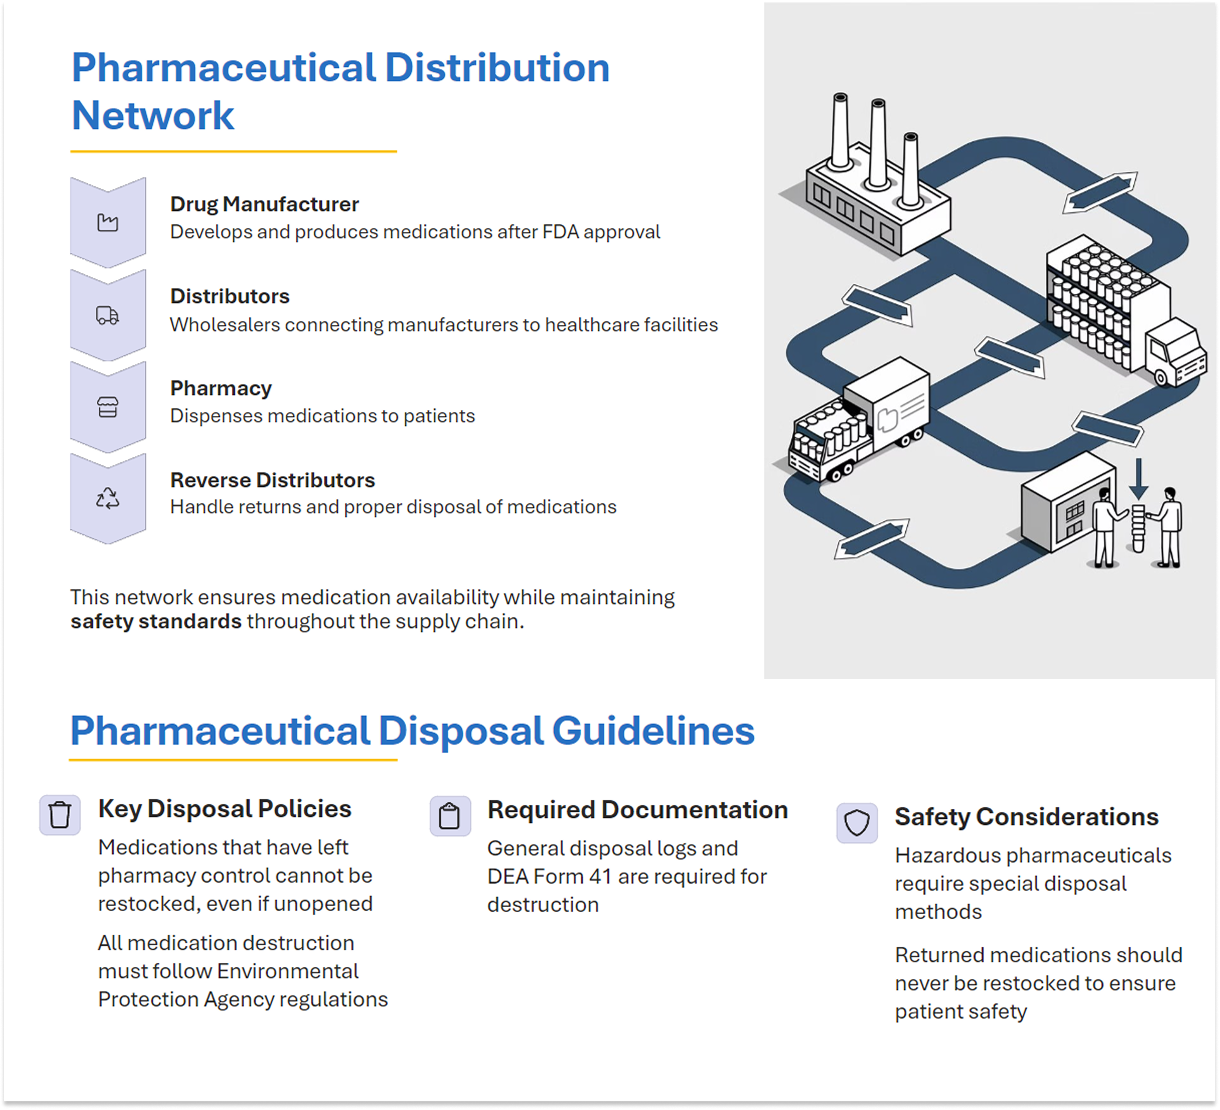 Pharmaceutical Distribution
Network
Drug Manufacturer
Develops and produces medications after FDA approval
Distributors
Wholesalers connecting manufacturers to healthcare facilities
Pharmacy
Dispenses medications to patients
Reverse Distributors
Handle returns and proper disposal of medications
This network ensures medication availability while maintaining
safety standards throughout the supply chain.
Pharmaceutical Disposal Guidelines
Key Disposal Policies
Medications that have left
pharmacy control cannot be
restocked, even if unopened
All medication destruction
must follow Environmental
Protection Agency regulations
Required Documentation
General disposal logs and
DEA Form 41 are required for
destruction
Safety Considerations
Hazardous pharmaceuticals
require special disposal
methods
Returned medications should
never be restocked to ensure
patient safety